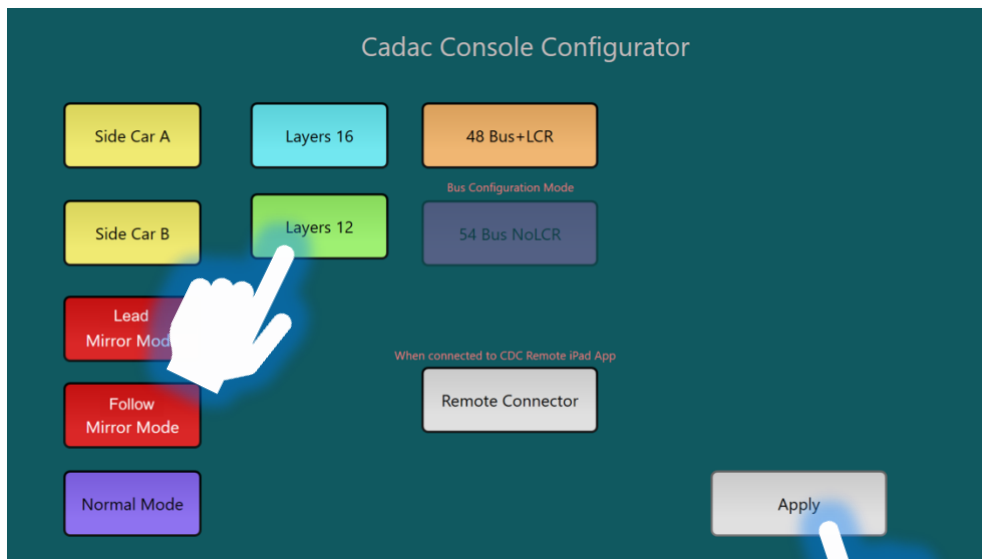 Cadac Console Configurator
Side Car A
Layers 16
48 Bus+LCR
Bus Configuration Mode
Side Car B
Layers 12
54 Bus NoLCR
Lead
Mirror Mod
When connected to CDC Remote iPad App
Follow
Mirror Mode
Remote Connector
Normal Mode
Apply